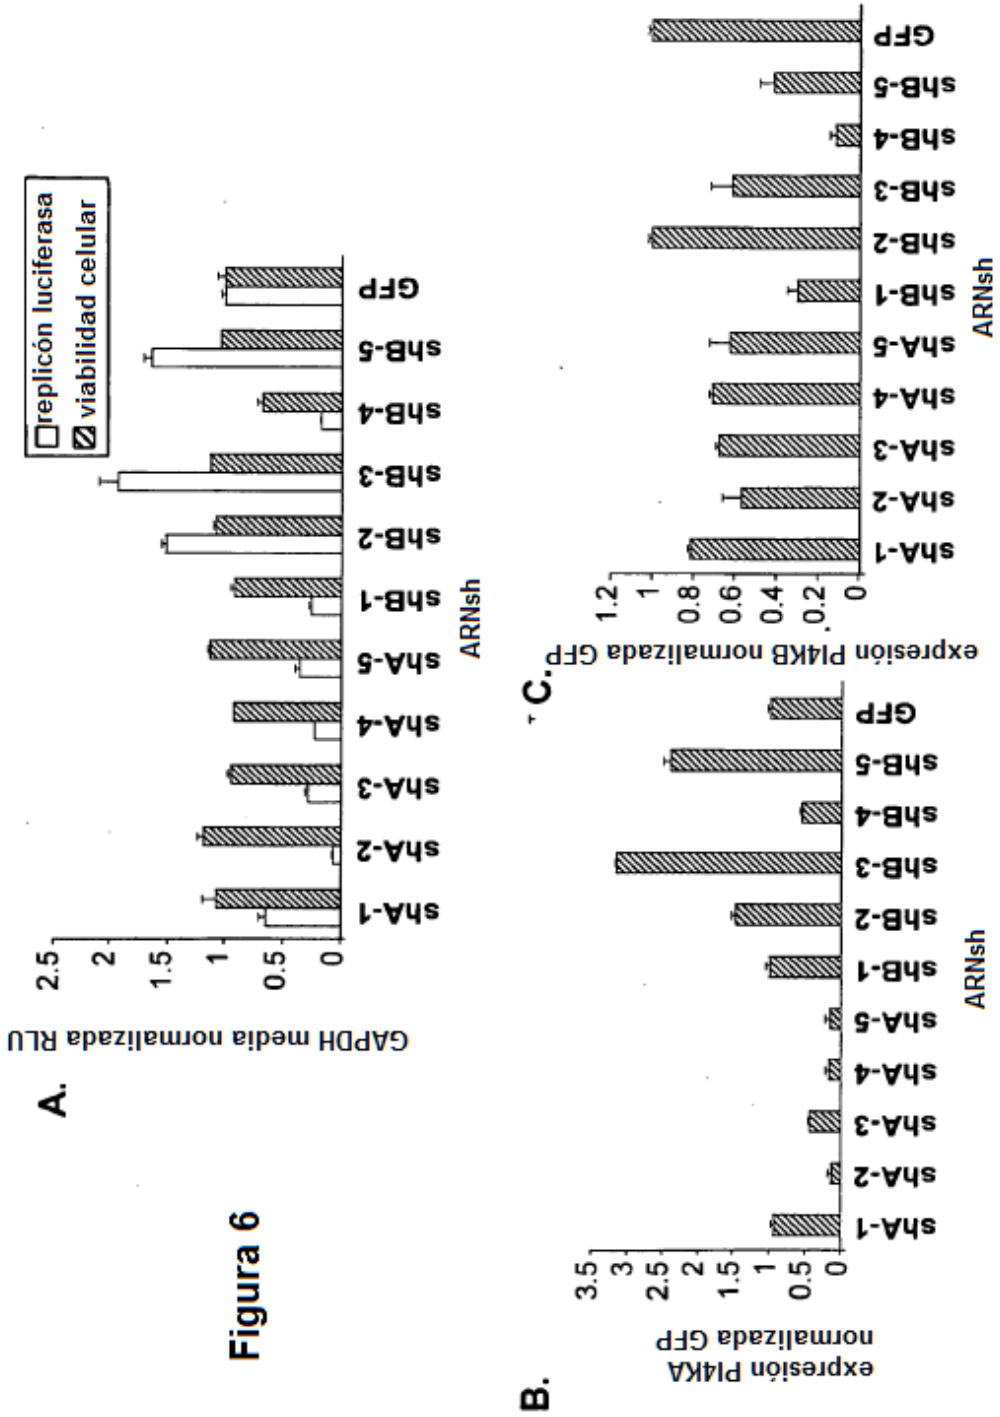 Figura 6
A.
GAPDH media normalizada RLU
2.5
2
1.5
1
0.5
0
replicón luciferasa
viabilidad celular
shA-1
shA-2
shA-3
shA-4
shA-5
shB-1
shB-2
shB-3
shB-4
shB-5
GFP
ARNsh
B.
expresión PI4KA
normalizada GFP
3.5
3
2.5
2
1.5
1
0.5
0
shA-1
shA-2
shA-3
shA-4
shA-5
shB-1
shB-2
shB-3
shB-4
shB-5
GFP
ARNsh
C.
expresión PI4KB normalizada GFP
1.2
1
0.8
0.6
0.4
0.2
0
shA-1
shA-2
shA-3
shA-4
shA-5
shB-1
shB-2
shB-3
shB-4
shB-5
GFP
ARNsh